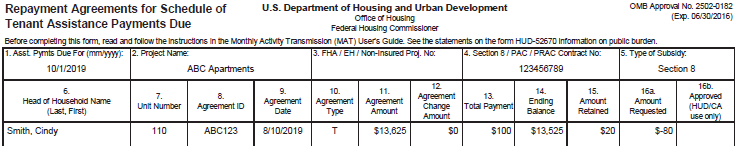 Repayment Agreements for Schedule of
Tenant Assistance Payments Due
U.S. Department of Housing and Urban Development
Office of Housing
Federal Housing Commissioner
OMB Approval No. 2502-0182
(Exp. 06/30/2016)
Before completing this form, read and follow the instructions in the Monthly Activity Transmission (MAT) User's Guide. See the statements on the form HUD-52670 information on public burden.
1. Asst. Pymts Due For (mm/yyyy): 2. Project Name: 3. FHA / EH / Non-Insured Proj. No: 4. Section 8 / PAC / PRAC Contract No: 5. Type of Subsidy:
10/1/2019 ABC Apartments 123456789 Section 8
6.
Head of Household Name
(Last, First)
7.
Unit Number
8.
Agreement ID
9.
Agreement
Date
10.
Agreement
Type
11.
Agreement
Amount
12.
Agreement
Change
Amount
13.
Total Payment
14.
Ending
Balance
15.
Amount
Retained
16a.
Amount
Requested
16b.
Approved
(HUD/CA
use only)
Smith, Cindy 110 ABC123 8/10/2019 T $13,625 $0 $100 $13,525 $20 $-80